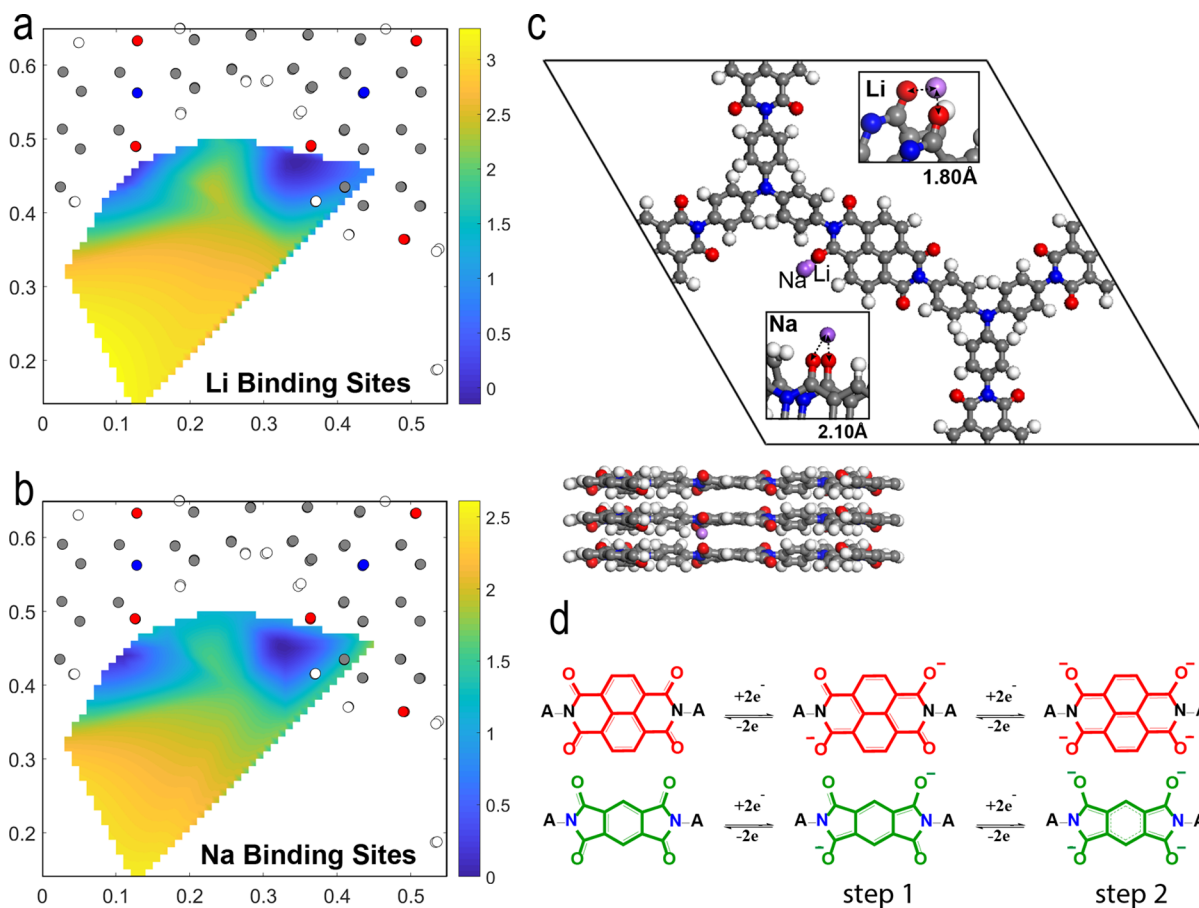 a
0.6
0.5
0.4
0.3
0.2
0
0.1
0.2
0.3
0.4
0.5
3
2.5
2
1.5
1
0.5
0
Li Binding Sites
b
0.6
0.5
0.4
0.3
0.2
0
0.1
0.2
0.3
0.4
0.5
2.5
2
1.5
1
0.5
0
Na Binding Sites
c
Li
1.80Å
Na Li
Na
2.10Å
d
O O O O⁻ O⁻ O⁻
A N N A +2e⁻ A N N A +2e⁻ A N N A
-2e -2e
O O ⁻O O ⁻O O⁻
O O O O⁻ O⁻ O⁻
A N N A +2e⁻ A N N A +2e⁻ A N N A
-2e -2e
O O ⁻O O ⁻O O⁻
step 1 step 2